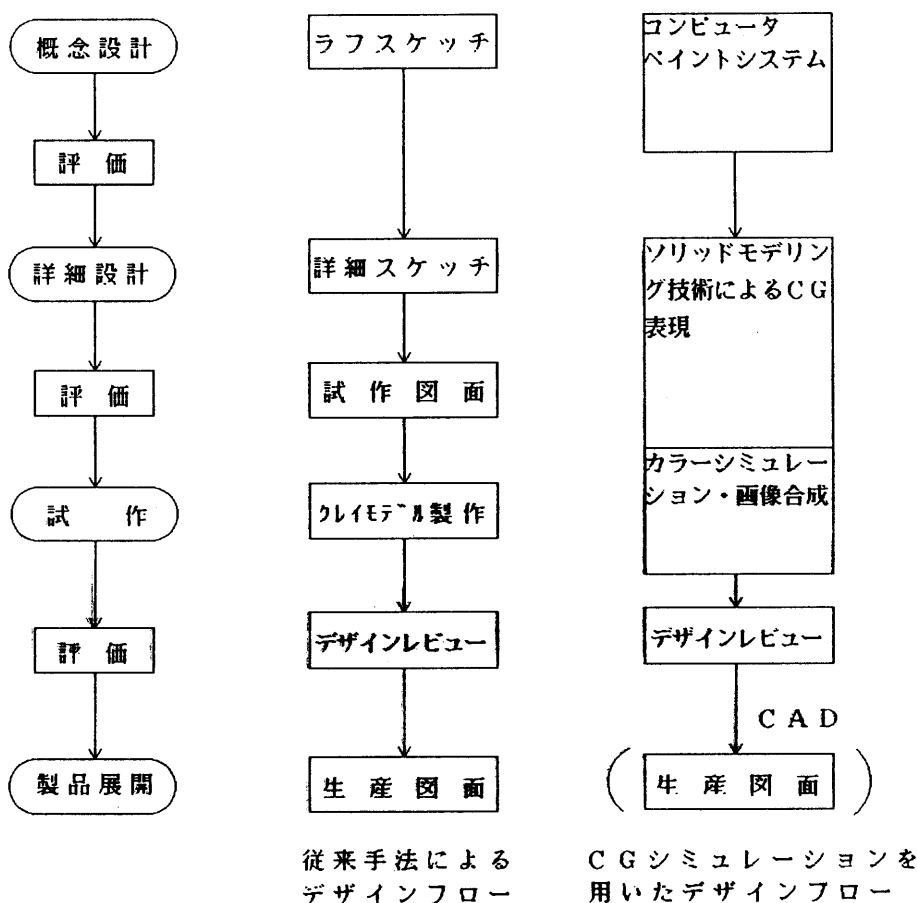 概念設計
評価
詳細設計
評価
試作
評価
製品展開
ラフスケッチ
詳細スケッチ
試作図面
クレイモデル製作
デザインレビュー
生産図面
従来手法による
デザインフロー
コンピュータ
ペイントシステム
ソリッドモデリン
グ技術によるCG
表現
カラーシミュレー
ション・画像合成
デザインレビュー
CAD
(生産図面)
CGシミュレーションを
用いたデザインフロー